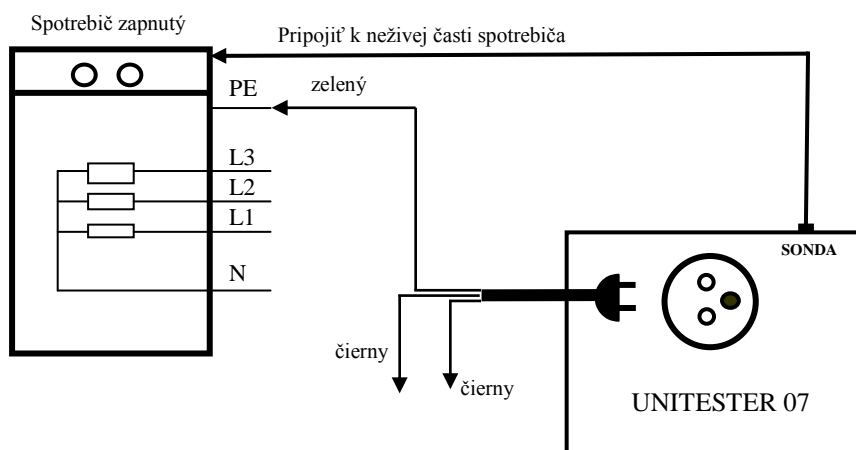 Spotrebič zapnutý
Pripojiť k neživej časti spotrebiča
PE
zelený
L3
L2
L1
N
SONDA
čierny
čierny
UNITESTER 07